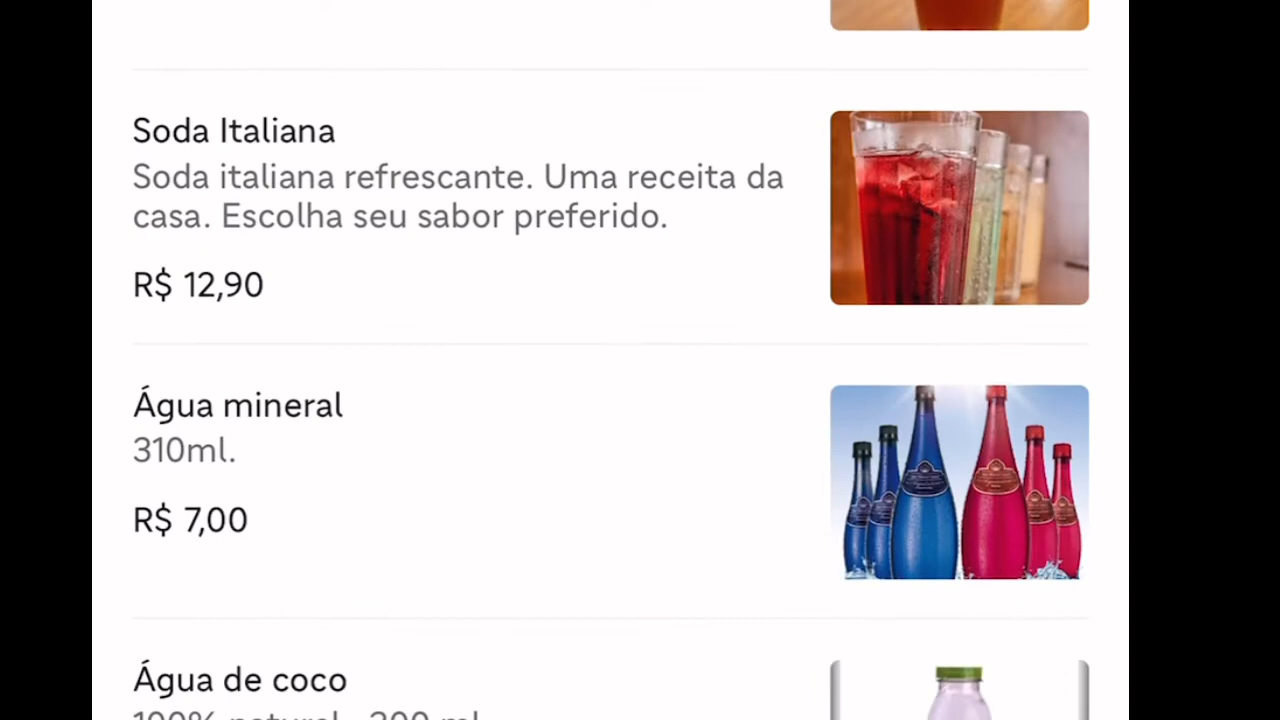 Soda Italiana
Soda italiana refrescante. Uma receita da
casa. Escolha seu sabor preferido.
R$ 12,90
Água mineral
310ml.
R$ 7,00
Água de coco